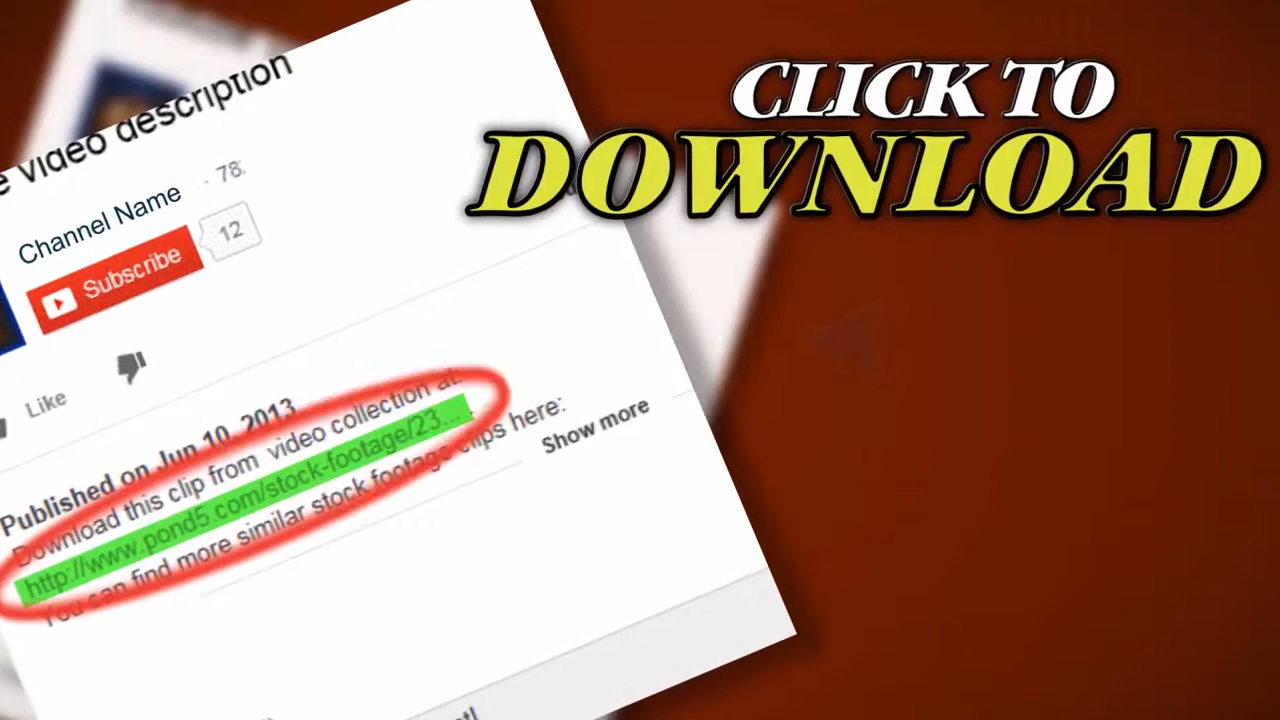 CLICK TO
DOWNLOAD
video description
Channel Name
78
Subscribe
12
Like
Published on Jun 10, 2013
Download this clip from video collection at:
http://www.pond5.com/stock-footage/23...
You can find more similar stock footage clips here:
Show more